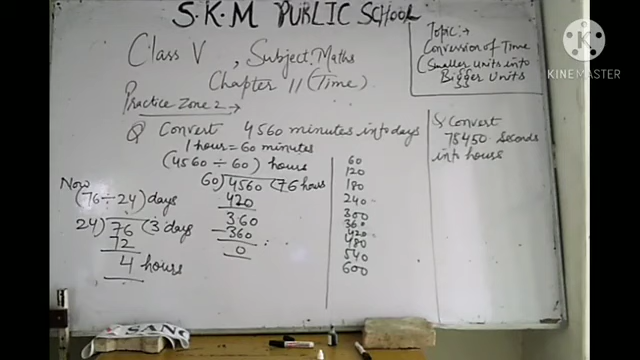 S.K.M PUBLIC SCHOOL
Class V, Subject: Maths
Chapter 11 (Time)
Practice Zone 2 →
Topic:→
Conversion of Time
(Smaller units into
Bigger Units
KINEMASTER
Q Convert 4560 minutes into days
1 hour = 60 minutes
(4560 ÷ 60) hours
60) 4560 (76 hours
420
360
- 360
0
Now
(76 ÷ 24) days
24) 76 (3 days
72
4 hours
60
120
180
240
300
360
420
480
540
600
Q Convert
78450 seconds
into hours